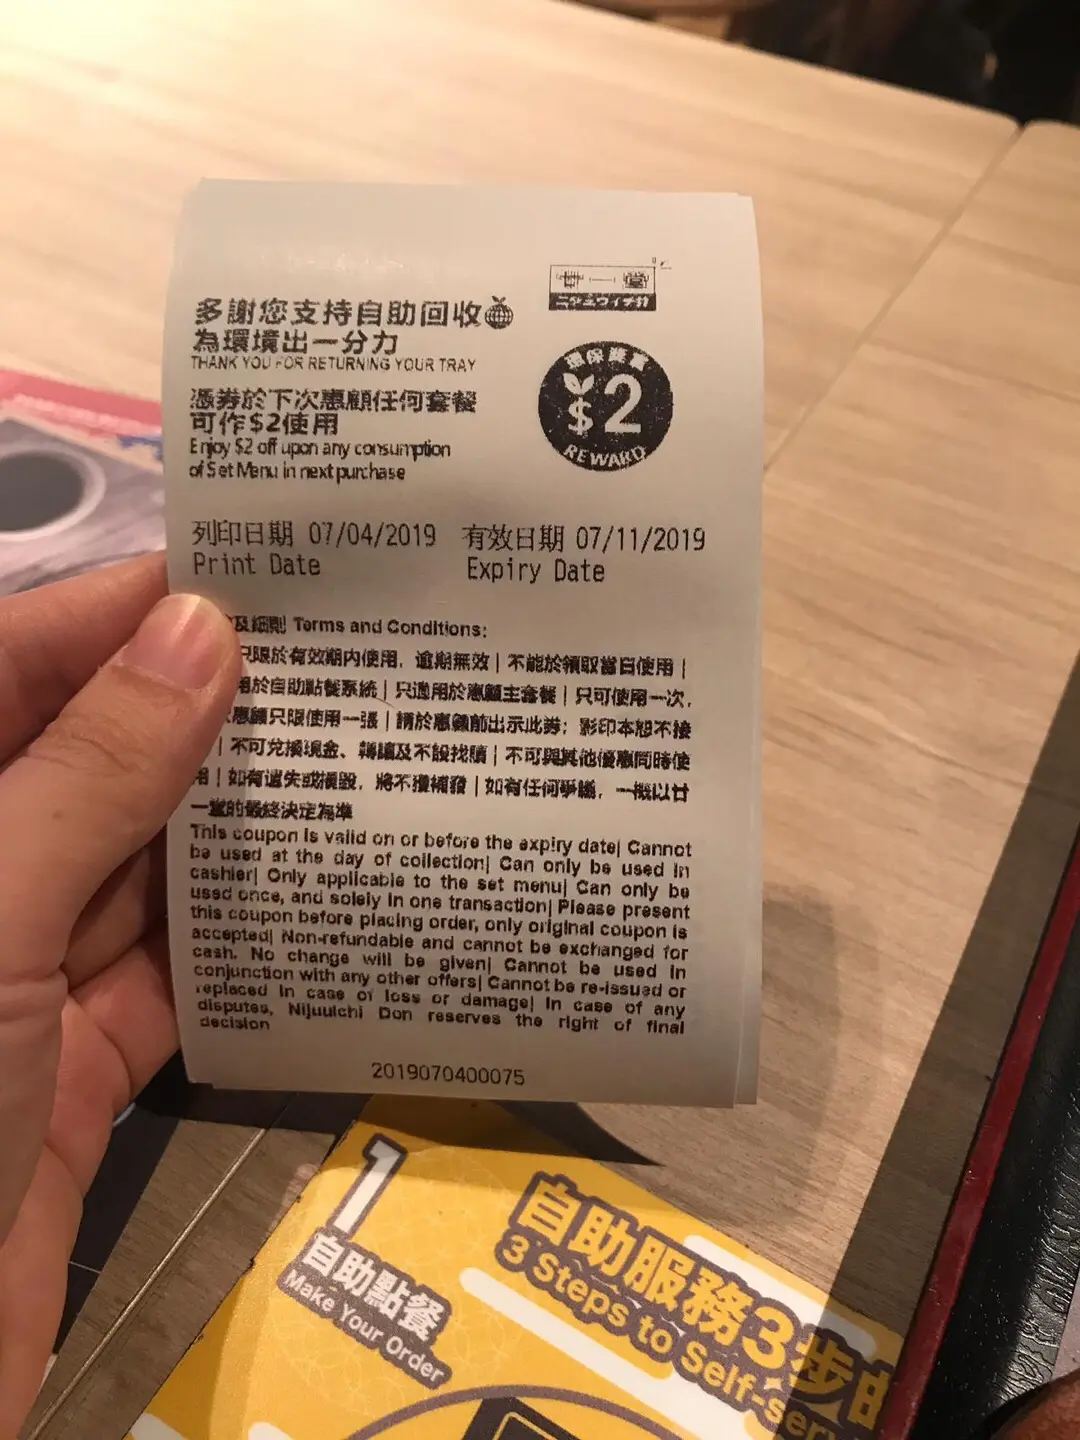 廿一堂
ニジュウイチガ
多謝您支持自助回收
為環境出一分力
THANK YOU FOR RETURNING YOUR TRAY
憑券於下次惠顧任何套餐
可作$2使用
Enjoy $2 off upon any consumption
of Set Menu in next purchase
環保獎賞
$2
REWARD
列印日期 07/04/2019 有效日期 07/11/2019
Print Date Expiry Date
及細則 Terms and Conditions:
只限於有效期內使用，逾期無效 | 不能於領取當日使用 |
用於自助點餐系統 | 只適用於惠顧主套餐 | 只可使用一次，
惠顧只限使用一張 | 請於惠顧前出示此券；影印本恕不接
| 不可兌換現金、轉讓及不設找贖 | 不可與其他優惠同時使
用 | 如有遺失或損毀，將不獲補發 | 如有任何爭議，一概以廿
一堂的最終決定為準
This coupon is valid on or before the expiry date| Cannot
be used at the day of collection| Can only be used in
cashier| Only applicable to the set menu| Can only be
used once, and solely in one transaction| Please present
this coupon before placing order, only original coupon is
accepted| Non-refundable and cannot be exchanged for
cash. No change will be given| Cannot be used in
conjunction with any other offers| Cannot be re-issued or
replaced in case of loss or damage| In case of any
disputes, Nijuuichi Don reserves the right of final
decision
2019070400075
1
自助點餐
Make Your Order
自助服務3步
3 Steps to Self-ser